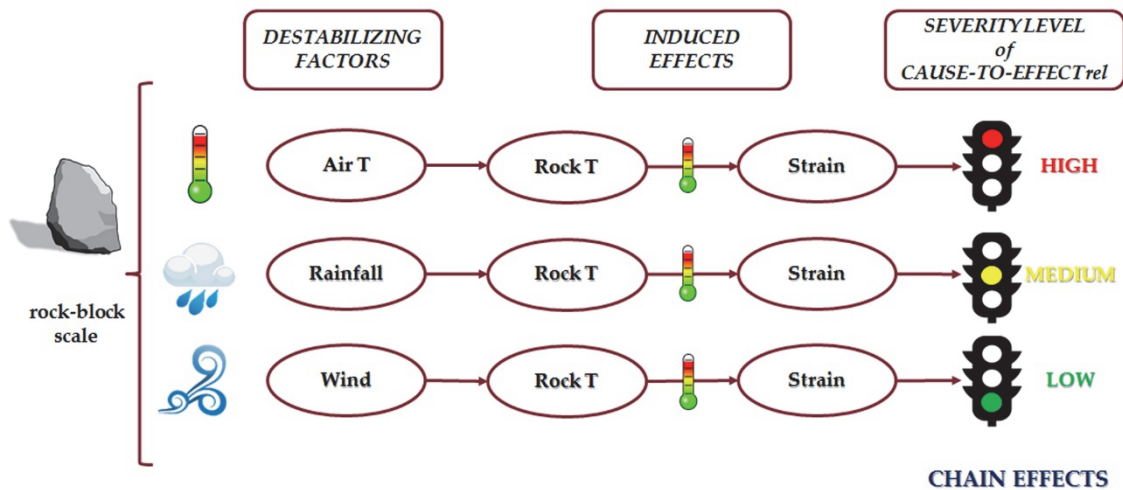 DESTABILIZING
FACTORS
INDUCED
EFFECTS
SEVERITY LEVEL
of
CAUSE-TO-EFFECT rel
Air T
Rock T
Strain
HIGH
Rainfall
Rock T
Strain
MEDIUM
rock-block
scale
Wind
Rock T
Strain
LOW
CHAIN EFFECTS